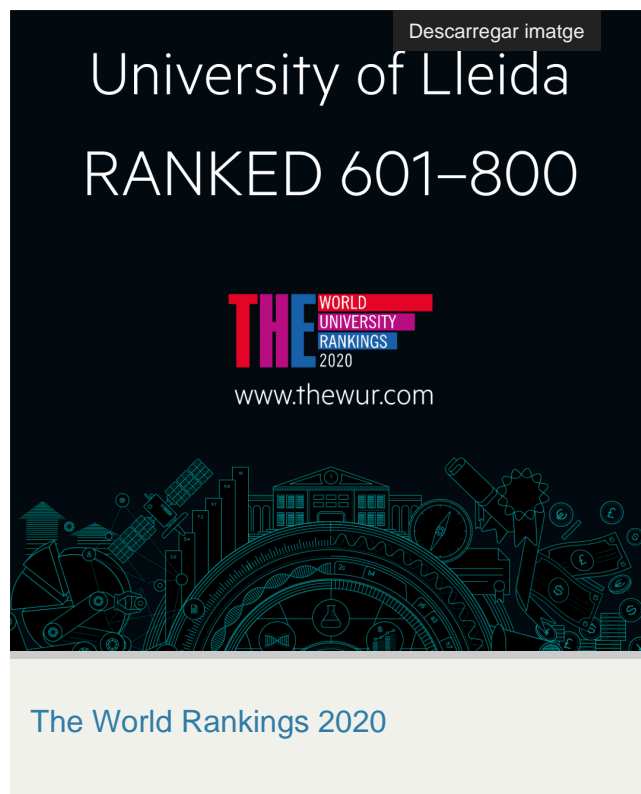 Descarregar imatge
University of Lleida
RANKED 601–800
THE
WORLD
UNIVERSITY
RANKINGS
2020
www.thewur.com
The World Rankings 2020